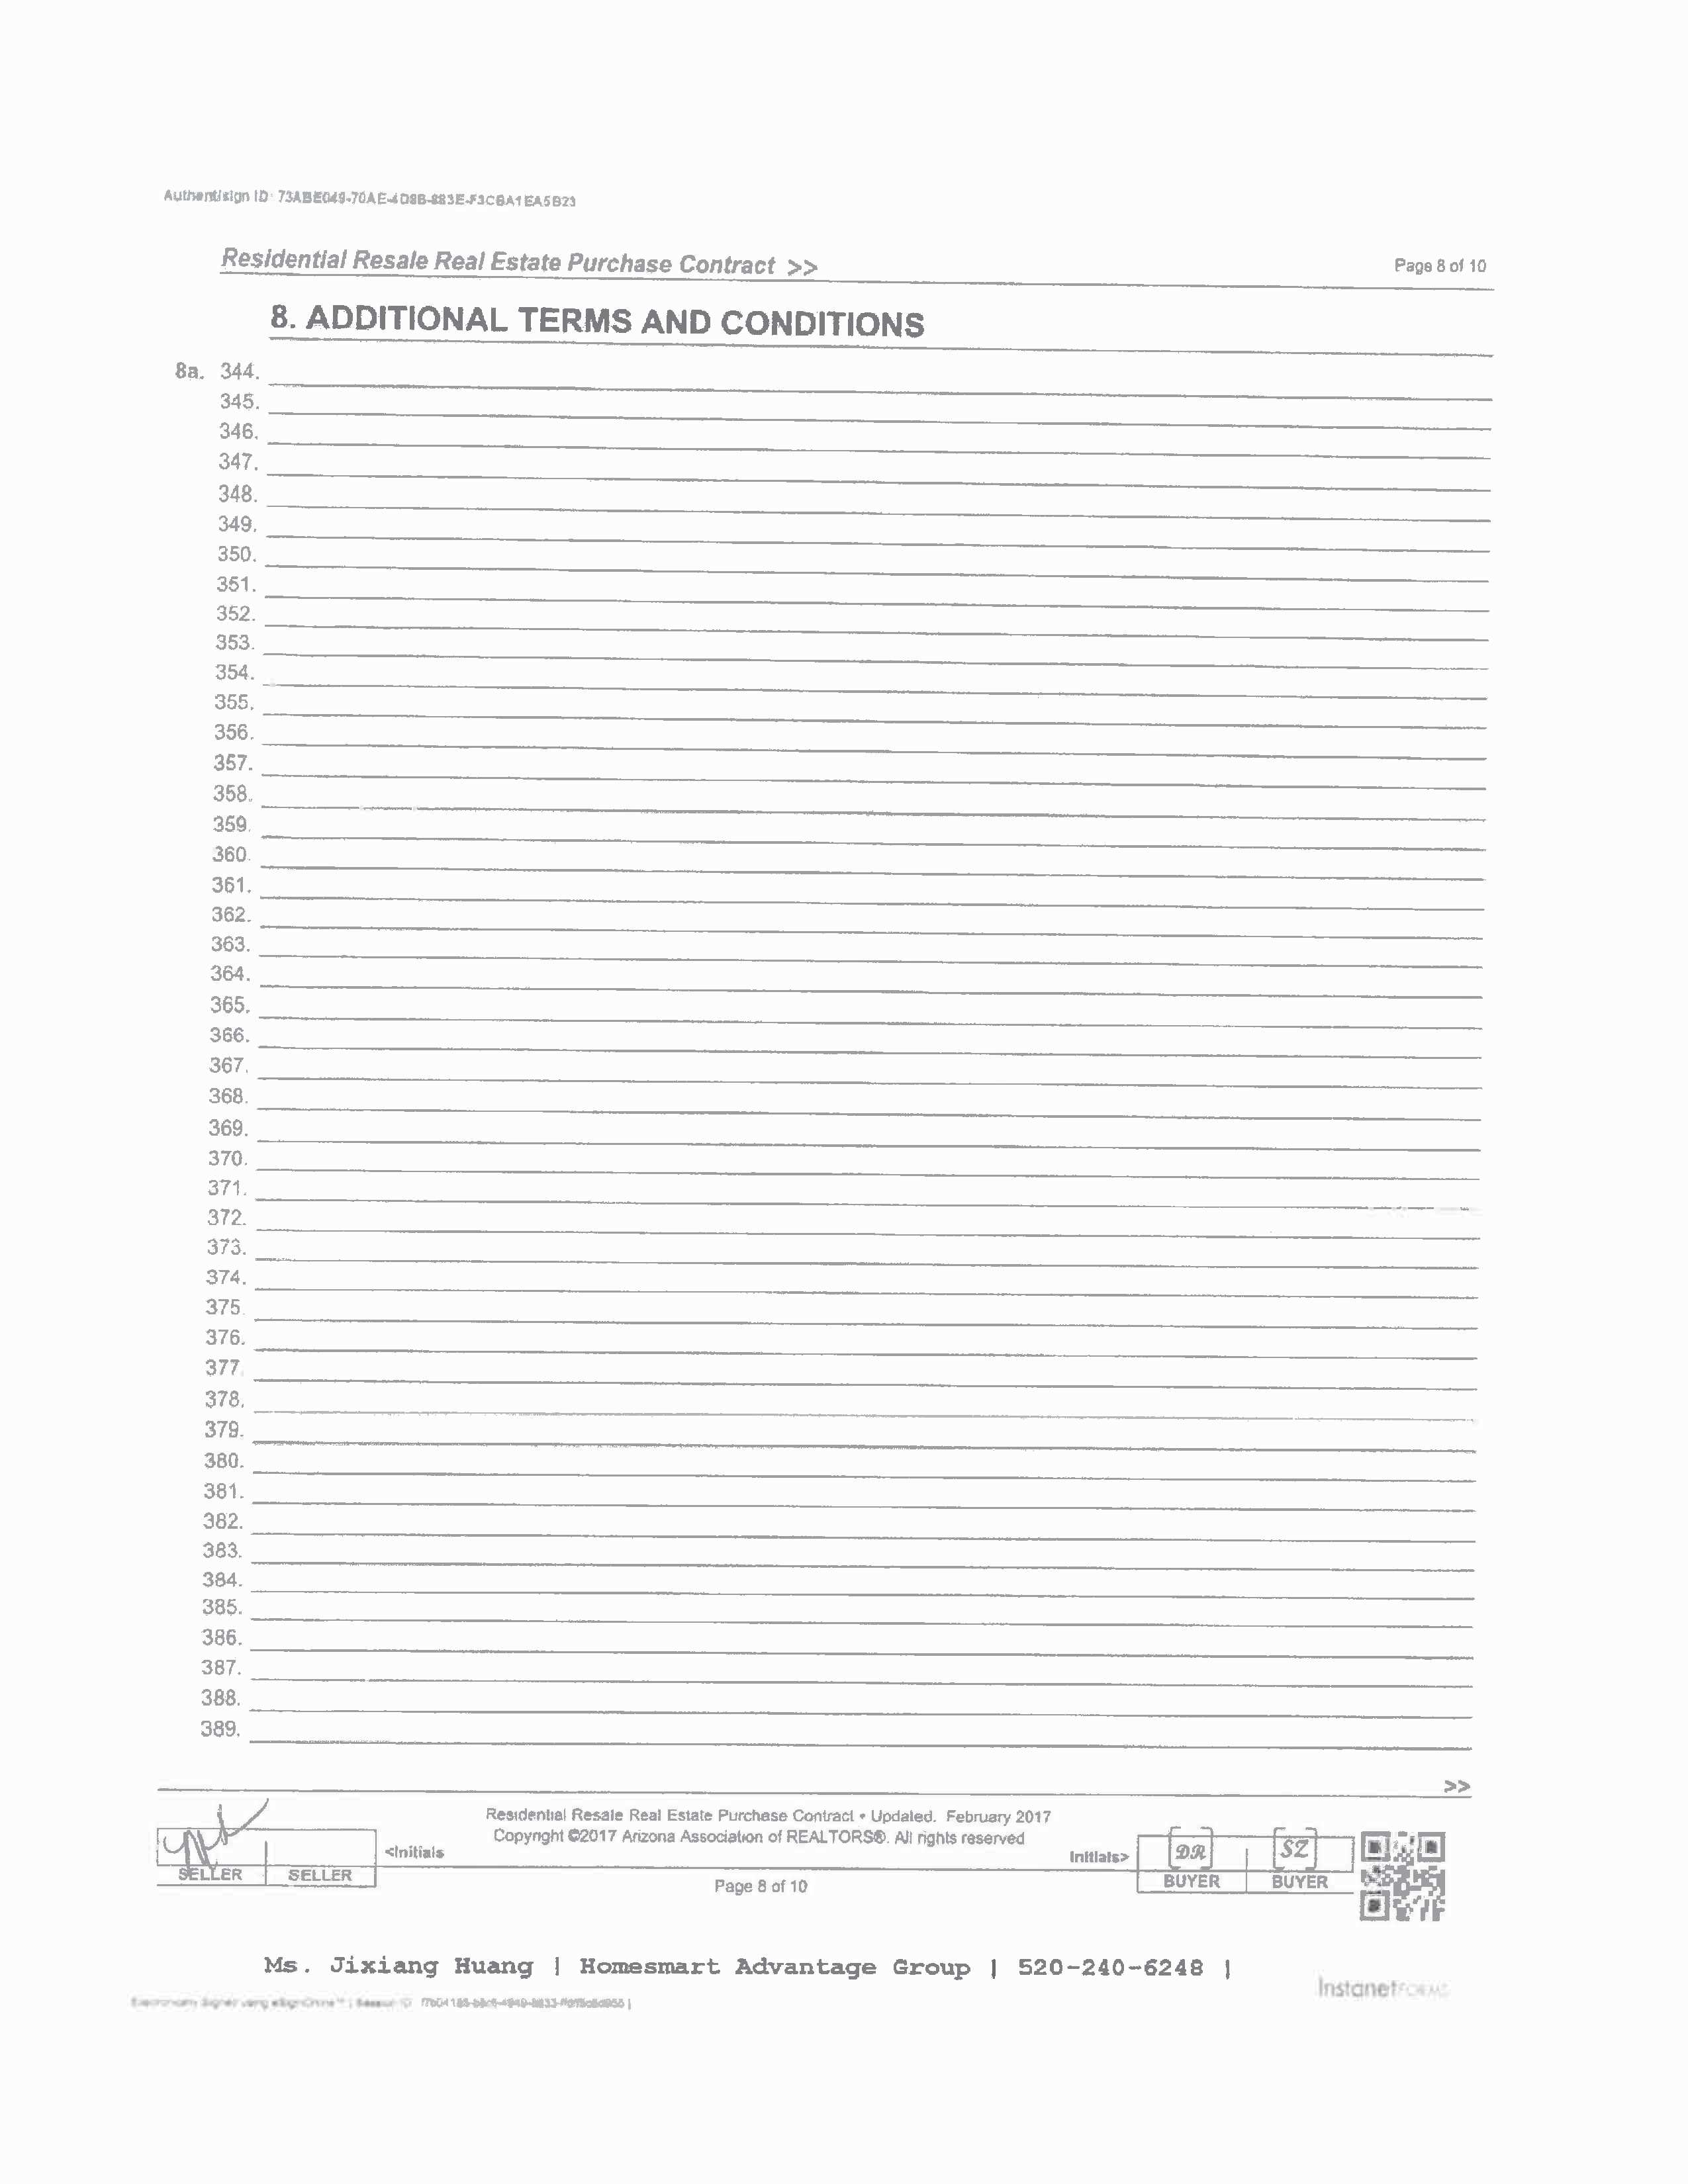 Authentisign ID: 73ABE049-70AE-4D8B-883E-F3C8A1EA5B23
Residential Resale Real Estate Purchase Contract >>
Page 8 of 10
8. ADDITIONAL TERMS AND CONDITIONS
8a. 344.
345.
346.
347.
348.
349.
350.
351.
352.
353.
354.
355.
356.
357.
358.
359.
360.
361.
362.
363.
364.
365.
366.
367.
368.
369.
370.
371.
372.
373.
374.
375.
376.
377.
378.
379.
380.
381.
382.
383.
384.
385.
386.
387.
388.
389.
>>
Residential Resale Real Estate Purchase Contract • Updated. February 2017
Copyright ©2017 Arizona Association of REALTORS®. All rights reserved
<Initials
Initials>
DR
SZ
SELLER SELLER
BUYER BUYER
Page 8 of 10
Ms. Jixiang Huang | Homesmart Advantage Group | 520-240-6248 |
InstanetFORMS